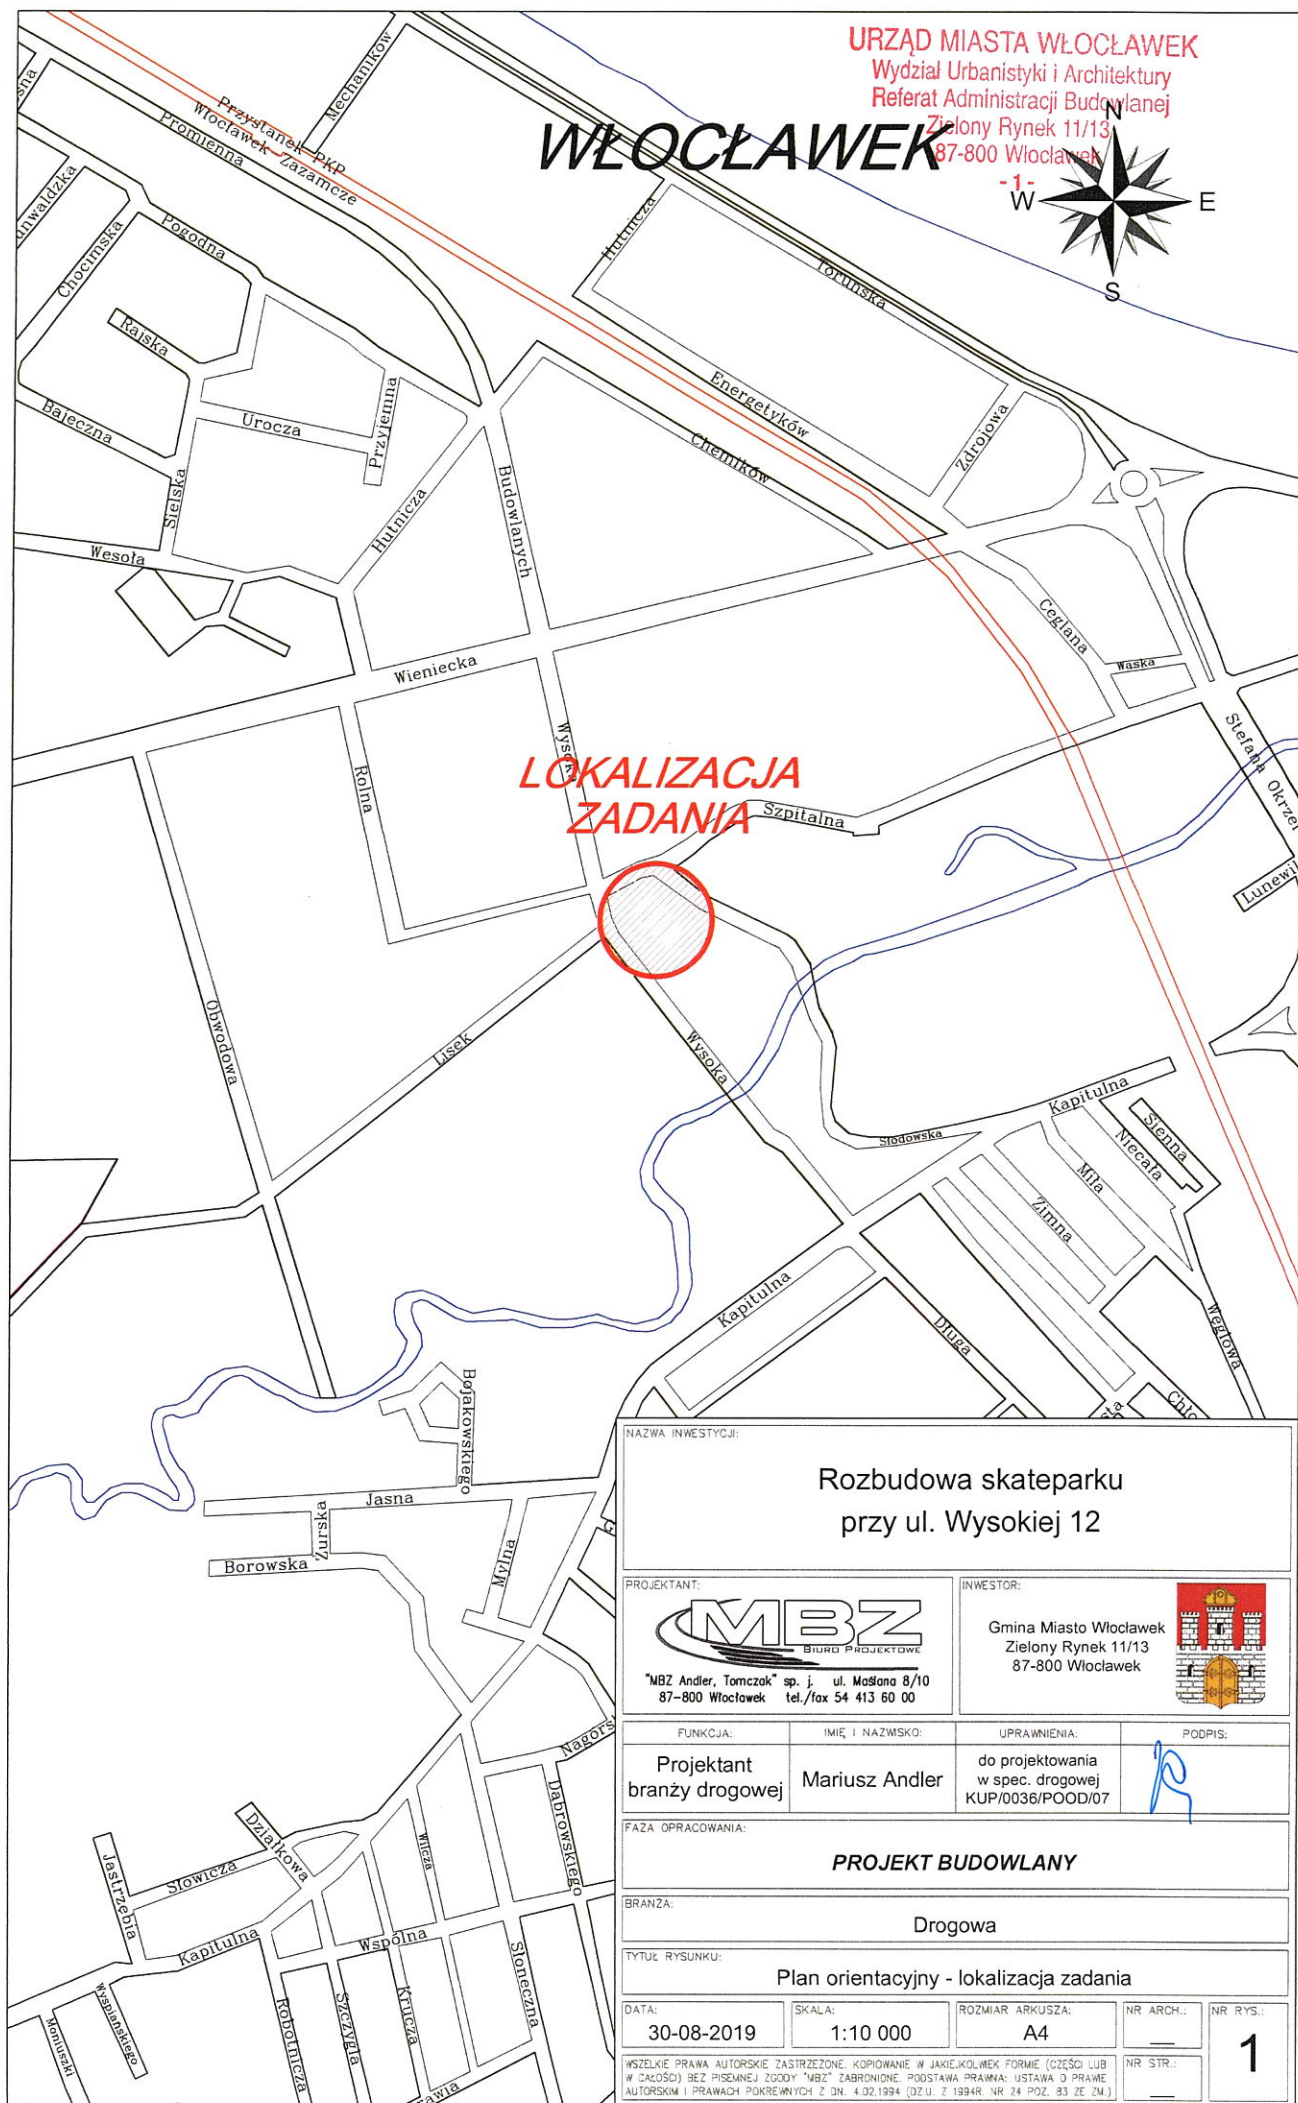 URZĄD MIASTA WŁOCŁAWEK
Wydział Urbanistyki i Architektury
Referat Administracji Budowlanej
Zielony Rynek 11/13
87-800 Włocławek
- 1 -
WŁOCŁAWEK
N
W
E
S
Mechaników
Przystanek PKP
Włocławek Zazamcze
Promienna
Hutnicza
Toruńska
Chocimska
Pogodna
Rajska
Energetyków
Zdrojowa
Bajeczna
Urocza
Przyjemna
Chemików
Sielska
Hutnicza
Budowlanych
Wesoła
Ceglana
Waska
Wieniecka
Stefana Okrzei
Wysoka
Rolna
LOKALIZACJA
ZADANIA
Szpitalna
Obwodowa
Lisek
Wysoka
Kapitulna
Słodowska
Sienna
Niecała
Miła
Zimna
Kapitulna
Długa
Węglowa
Bojakowskiego
Jasna
Żurska
Borowska
Mylna
Dąbrowskiego
Wilcza
Działkowa
Słowicza
Jastrzębia
Kapitulna
Wspólna
Słoneczna
Wyspiańskiego
Moniuszki
Robotnicza
Szczygla
Krucza
NAZWA INWESTYCJI:
Rozbudowa skateparku
przy ul. Wysokiej 12
PROJEKTANT:
MBZ
BIURO PROJEKTOWE
"MBZ Andler, Tomczak" sp. j. ul. Maślana 8/10
87-800 Włocławek tel./fax 54 413 60 00
INWESTOR:
Gmina Miasto Włocławek
Zielony Rynek 11/13
87-800 Włocławek
FUNKCJA: IMIĘ I NAZWISKO: UPRAWNIENIA: PODPIS:
Projektant
branży drogowej
Mariusz Andler
do projektowania
w spec. drogowej
KUP/0036/POOD/07
FAZA OPRACOWANIA:
PROJEKT BUDOWLANY
BRANŻA:
Drogowa
TYTUŁ RYSUNKU:
Plan orientacyjny - lokalizacja zadania
DATA:
30-08-2019
SKALA:
1:10 000
ROZMIAR ARKUSZA:
A4
NR ARCH.:
NR STR.:
NR RYS.:
1
WSZELKIE PRAWA AUTORSKIE ZASTRZEŻONE. KOPIOWANIE W JAKIEJKOLWIEK FORMIE (CZĘŚCI LUB
W CAŁOŚCI) BEZ PISEMNEJ ZGODY "MBZ" ZABRONIONE. PODSTAWA PRAWNA: USTAWA O PRAWIE
AUTORSKIM I PRAWACH POKREWNYCH Z DN. 4.02.1994 (DZ.U. Z 1994R. NR 24 POZ. 83 ZE ZM.)